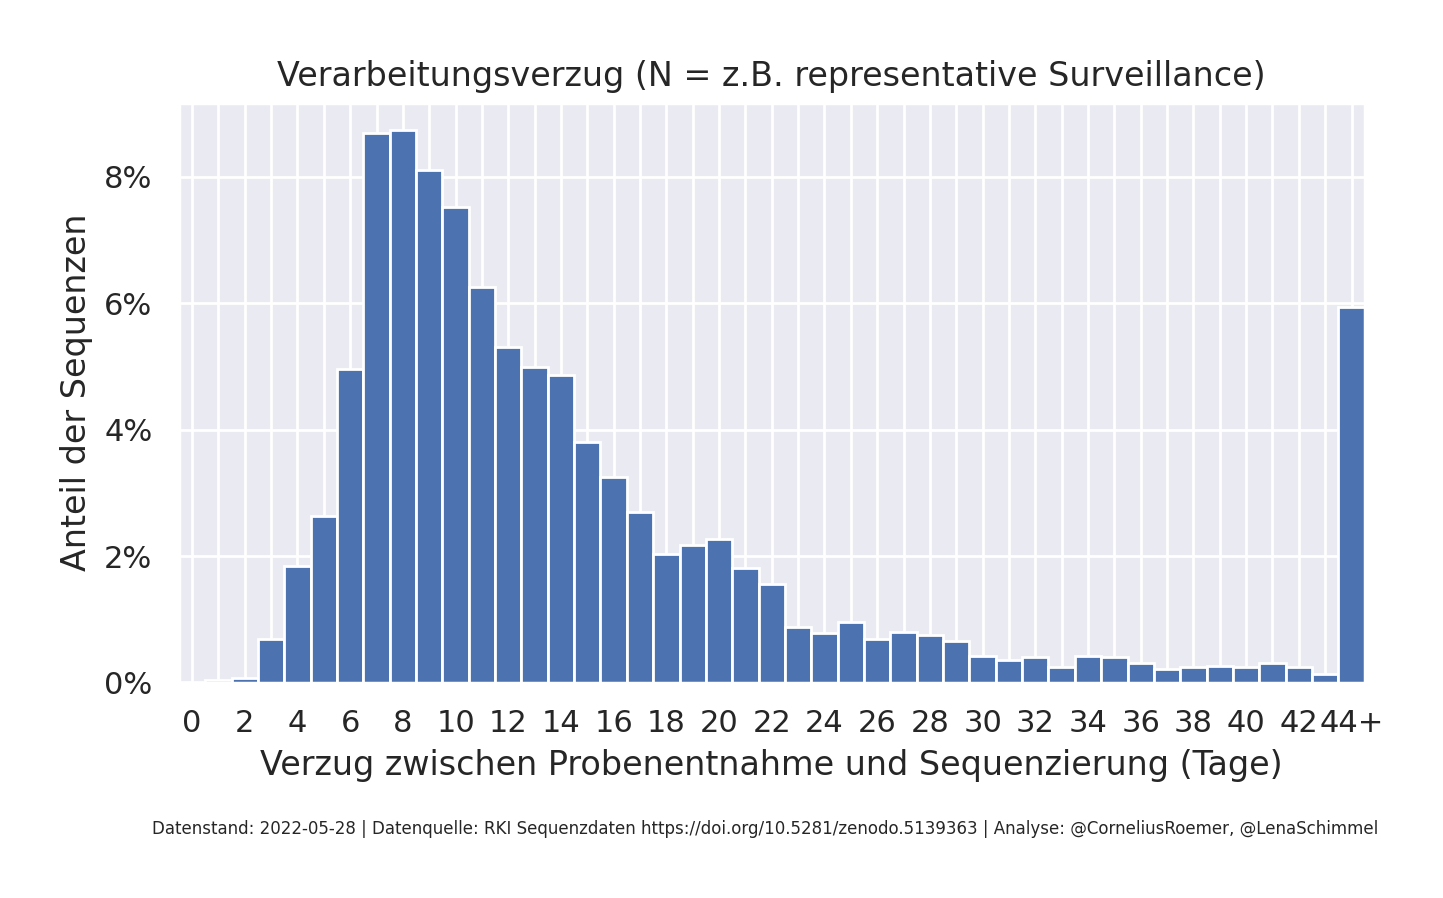 Verarbeitungsverzug (N = z.B. representative Surveillance)
Anteil der Sequenzen
8%
6%
4%
2%
0%
0 2 4 6 8 10 12 14 16 18 20 22 24 26 28 30 32 34 36 38 40 42 44+
Verzug zwischen Probenentnahme und Sequenzierung (Tage)
Datenstand: 2022-05-28 | Datenquelle: RKI Sequenzdaten https://doi.org/10.5281/zenodo.5139363 | Analyse: @CorneliusRoemer, @LenaSchimmel